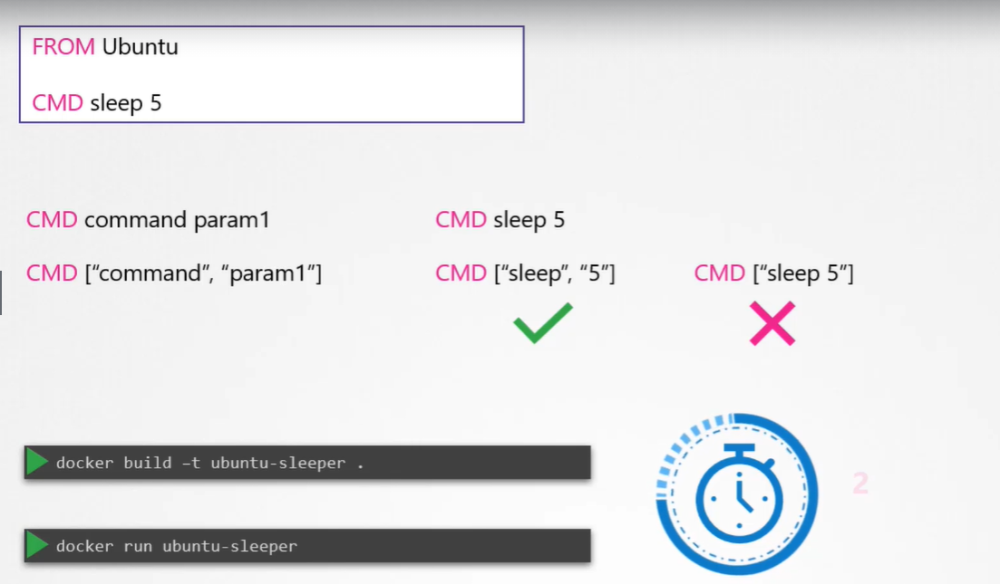 FROM Ubuntu
CMD sleep 5
CMD command param1
CMD sleep 5
CMD [“command”, “param1”]
CMD [“sleep”, “5”]
CMD [“sleep 5”]
docker build –t ubuntu-sleeper .
2
docker run ubuntu-sleeper